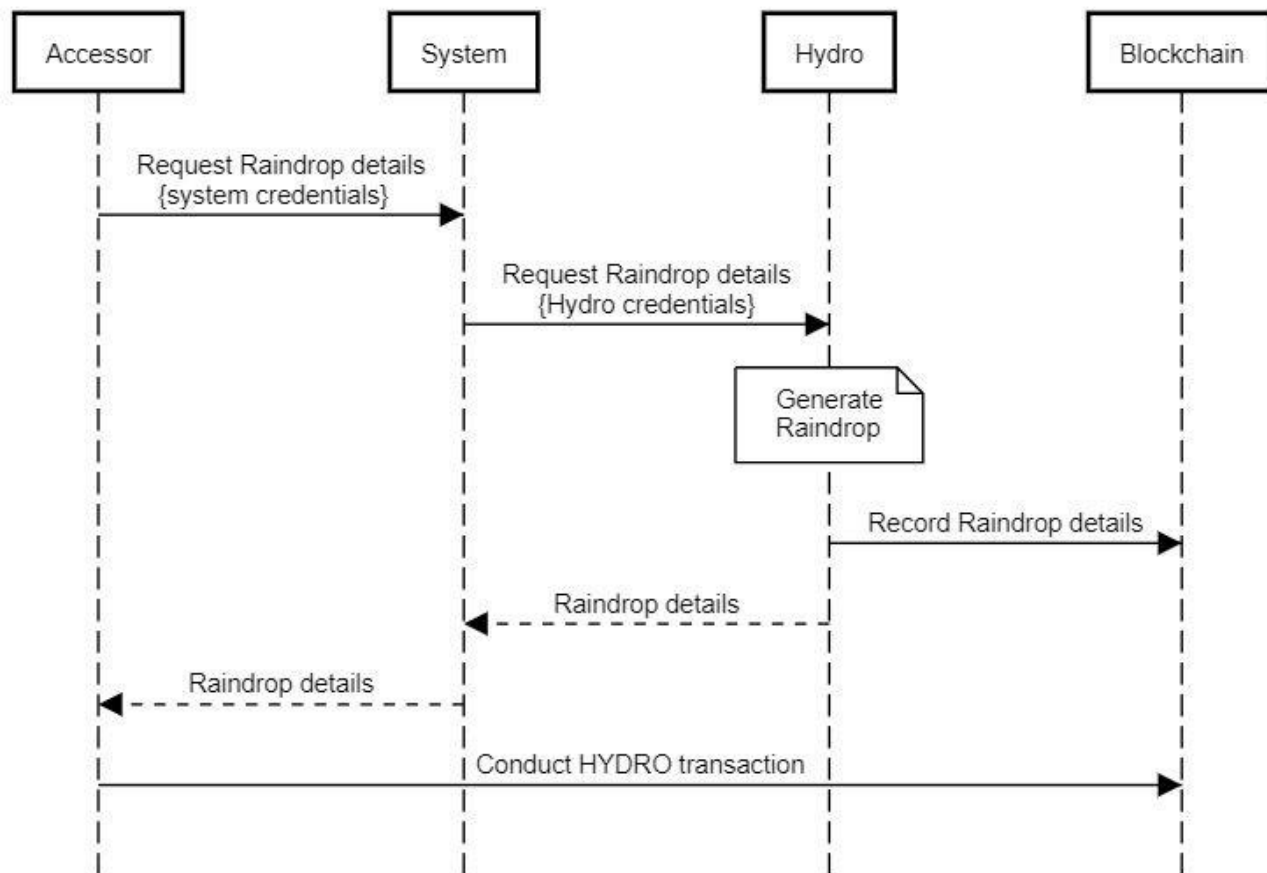 Accessor
System
Hydro
Blockchain
Request Raindrop details
{system credentials}
Request Raindrop details
{Hydro credentials}
Generate
Raindrop
Record Raindrop details
Raindrop details
Raindrop details
Conduct HYDRO transaction